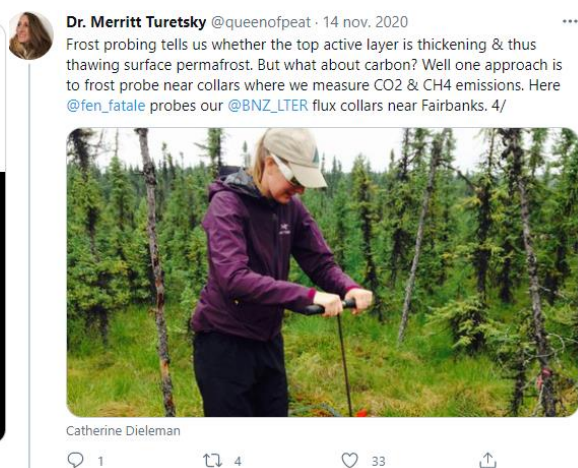 Dr. Merritt Turetsky @queenofpeat · 14 nov. 2020
Frost probing tells us whether the top active layer is thickening & thus
thawing surface permafrost. But what about carbon? Well one approach is
to frost probe near collars where we measure CO2 & CH4 emissions. Here
@fen_fatale probes our @BNZ_LTER flux collars near Fairbanks. 4/
Catherine Dieleman
1 4 33